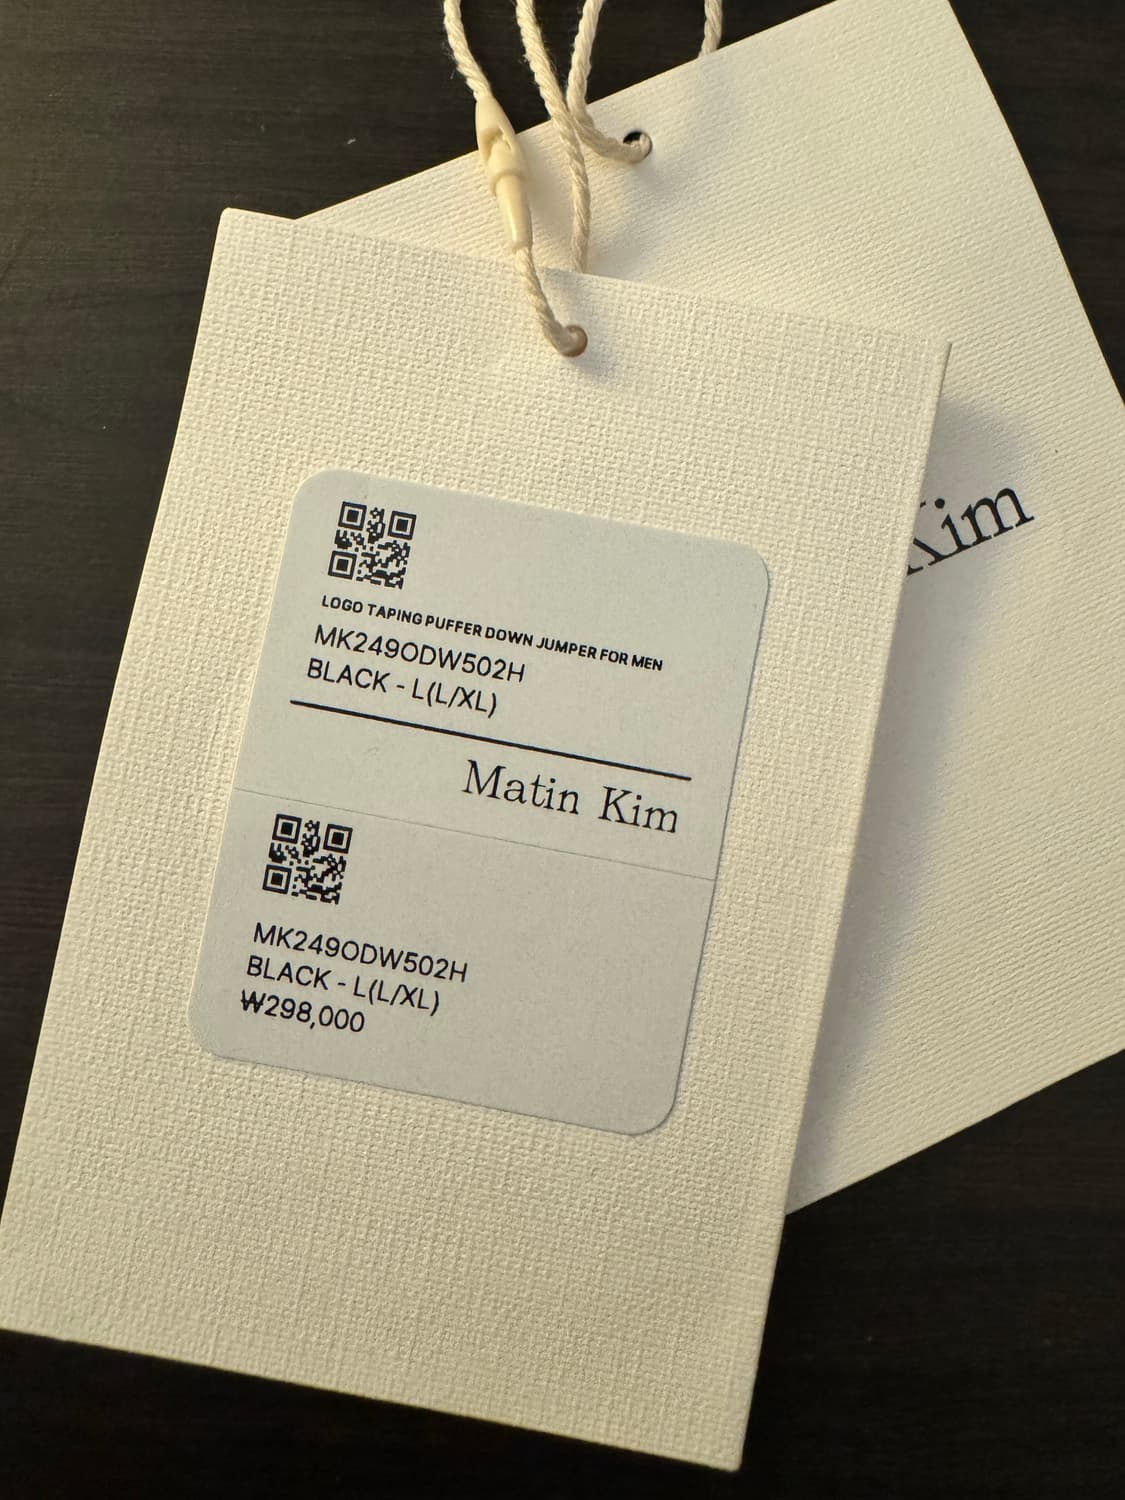 LOGO TAPING PUFFER DOWN JUMPER FOR MEN
MK249ODW502H
BLACK - L(L/XL)
Matin Kim
MK249ODW502H
BLACK - L(L/XL)
₩298,000
Kim